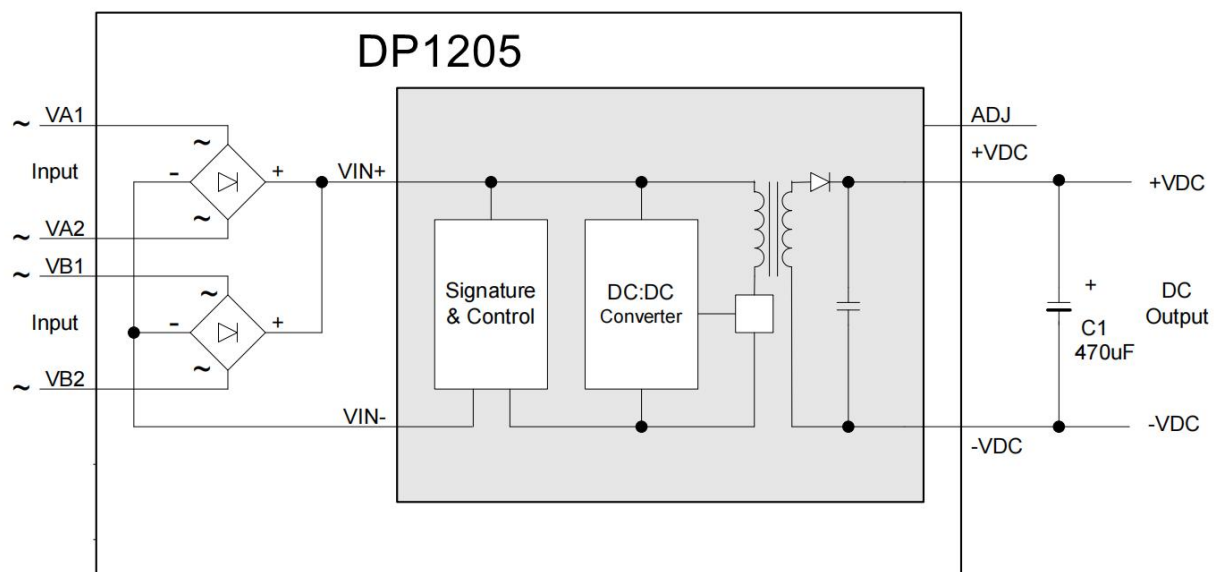 DP1205
~ VA1
~
ADJ
+VDC
Input
-
+
VIN+
+VDC
~
~ VA2
~ VB1
~
Signature
& Control
DC:DC
Converter
+
DC
Output
Input
-
+
C1
470uF
~
~ VB2
VIN-
-VDC
-VDC